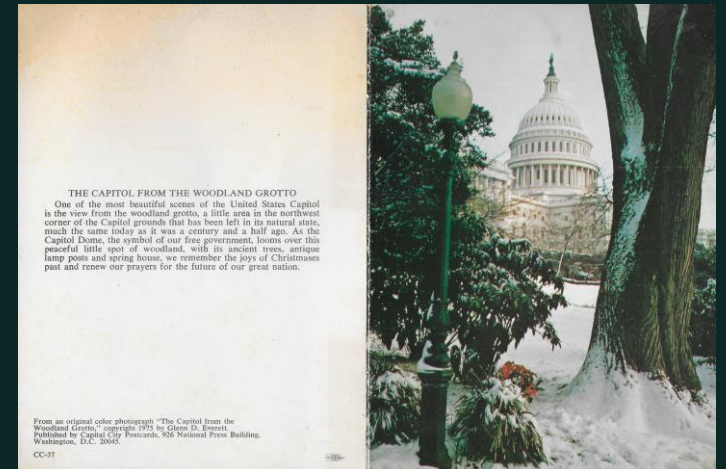 THE CAPITOL FROM THE WOODLAND GROTTO
One of the most beautiful scenes of the United States Capitol
is the view from the woodland grotto, a little area in the northwest
corner of the Capitol grounds that has been left in its natural state,
much the same today as it was a century and a half ago. As the
Capitol Dome, the symbol of our free government, looms over this
peaceful little spot of woodland, with its ancient trees, antique
lamp posts and spring house, we remember the joys of Christmases
past and renew our prayers for the future of our great nation.
From an original color photograph "The Capitol from the
Woodland Grotto," copyright 1975 by Glenn D. Everett.
Published by Capital City Postcards, 926 National Press Building,
Washington, D.C. 20045.
CC-37